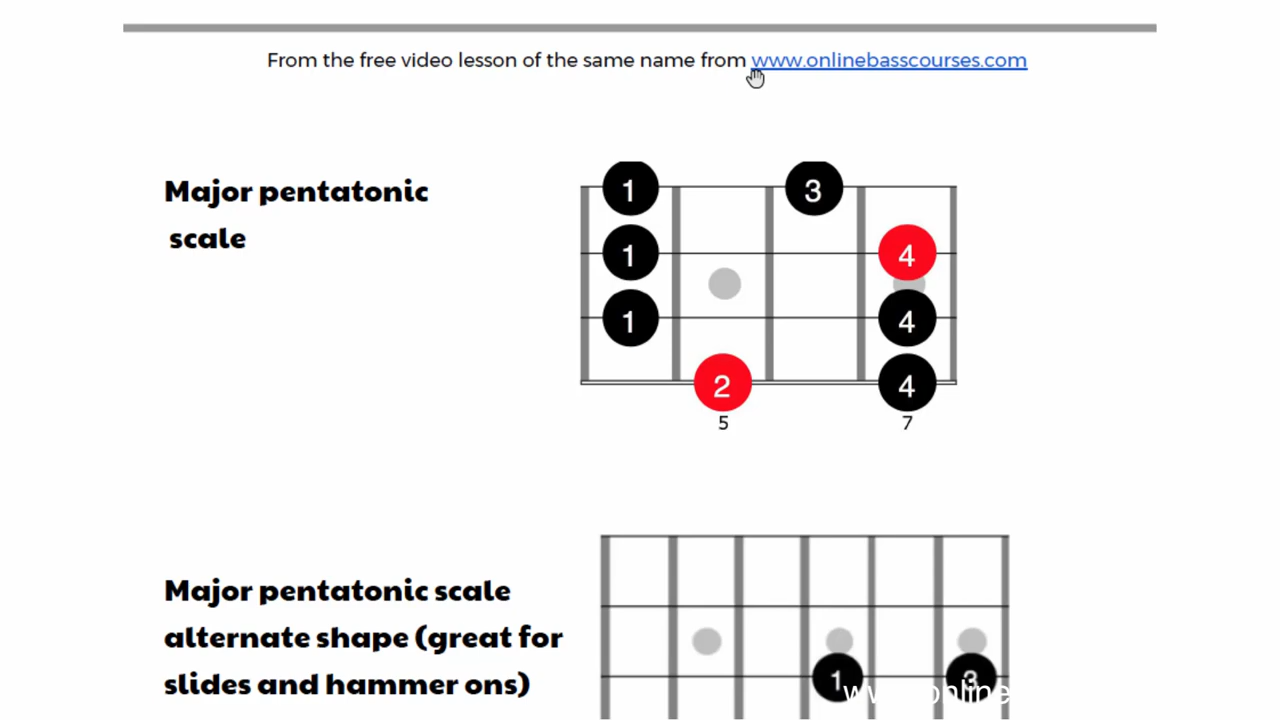 From the free video lesson of the same name from www.onlinebasscourses.com
Major pentatonic
scale
1 3
1 4
1 4
2 4
5 7
Major pentatonic scale
alternate shape (great for
slides and hammer ons)
1 3